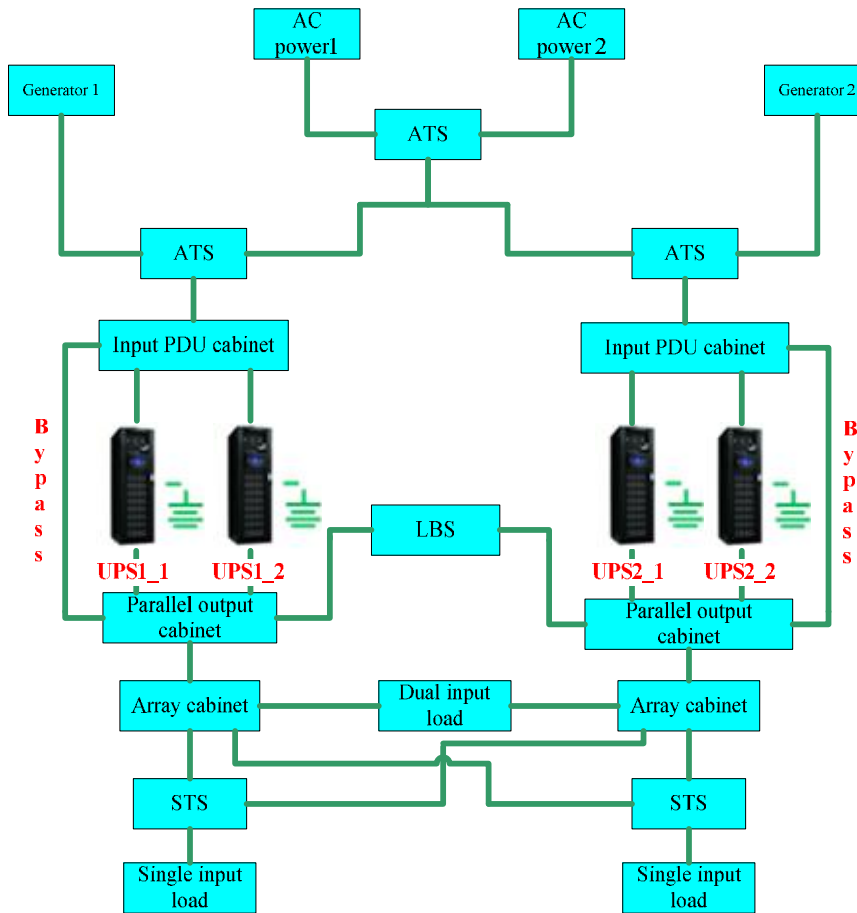 AC
power1
AC
power 2
Generator 1
Generator 2
ATS
ATS
ATS
Input PDU cabinet
Input PDU cabinet
Bypass
Bypass
LBS
UPS1_1
UPS1_2
UPS2_1
UPS2_2
Parallel output
cabinet
Parallel output
cabinet
Array cabinet
Dual input
load
Array cabinet
STS
STS
Single input
load
Single input
load